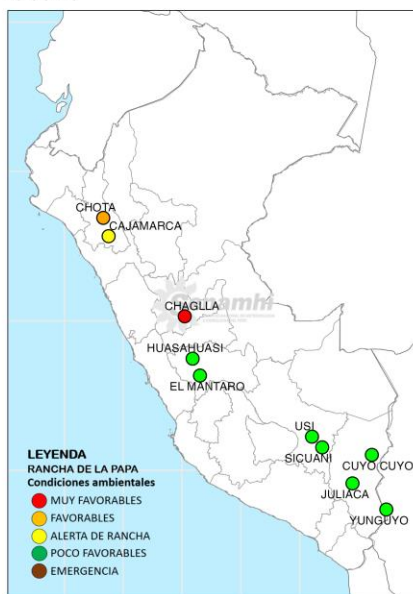 CHOTA
CAJAMARCA
CHAGLLA
HUASAHUASI
EL MANTARO
USI
SICUANI
CUYO CUYO
JULIACA
YUNGUYO
LEYENDA
RANCHA DE LA PAPA
Condiciones ambientales
MUY FAVORABLES
FAVORABLES
ALERTA DE RANCHA
POCO FAVORABLES
EMERGENCIA